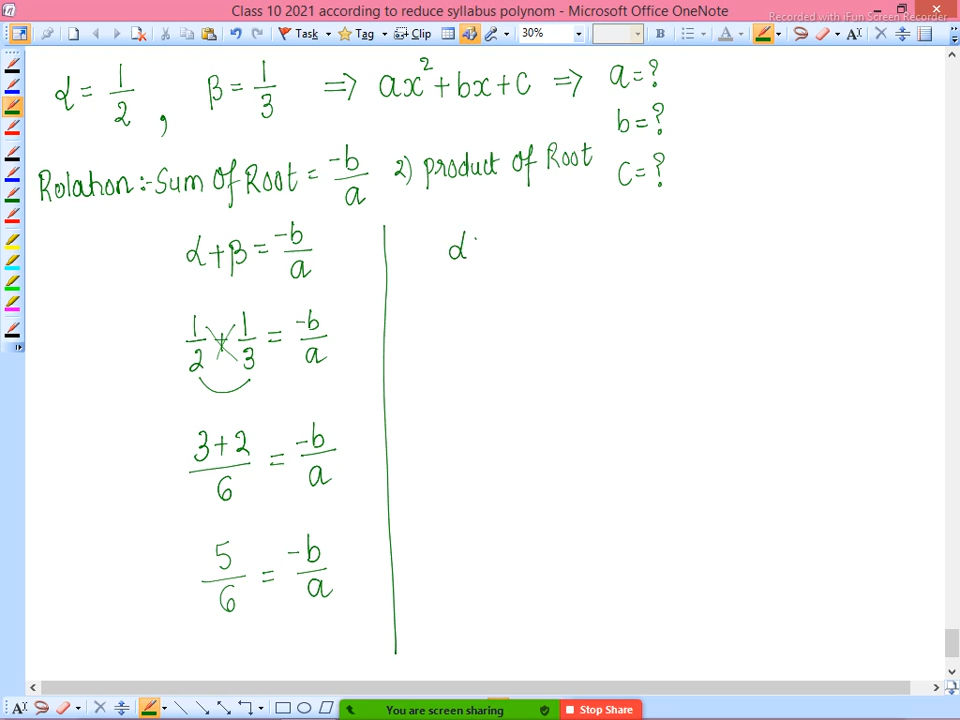 Class 10 2021 according to reduce syllabus polynom - Microsoft Office OneNote
Recorded with iFun Screen Recorder
Task Tag Clip 30% B A
α = 1/2 , β = 1/3 ⇒ ax² + bx + c ⇒ a = ?
b = ?
c = ?
Rolation :- Sum Of Root = -b/a 2) product Of Root
α + β = -b/a
α
1/2 + 1/3 = -b/a
3+2/6 = -b/a
5/6 = -b/a
You are screen sharing Stop Share